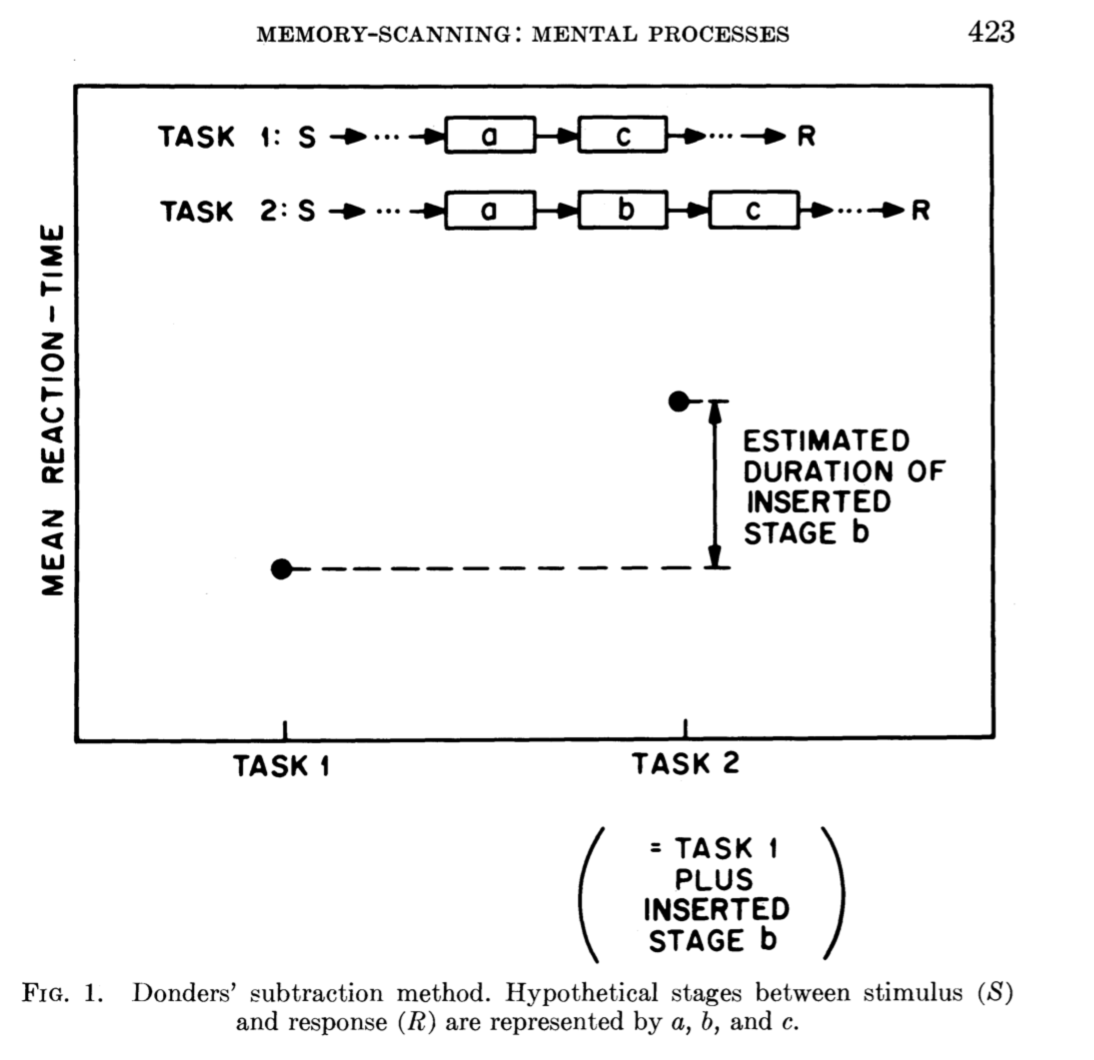 MEMORY-SCANNING: MENTAL PROCESSES 423
TASK 1: S ... a c ... R
TASK 2: S ... a b c ... R
MEAN REACTION-TIME
ESTIMATED
DURATION OF
INSERTED
STAGE b
TASK 1 TASK 2
( = TASK 1
PLUS
INSERTED
STAGE b )
FIG. 1. Donders' subtraction method. Hypothetical stages between stimulus (S)
and response (R) are represented by a, b, and c.